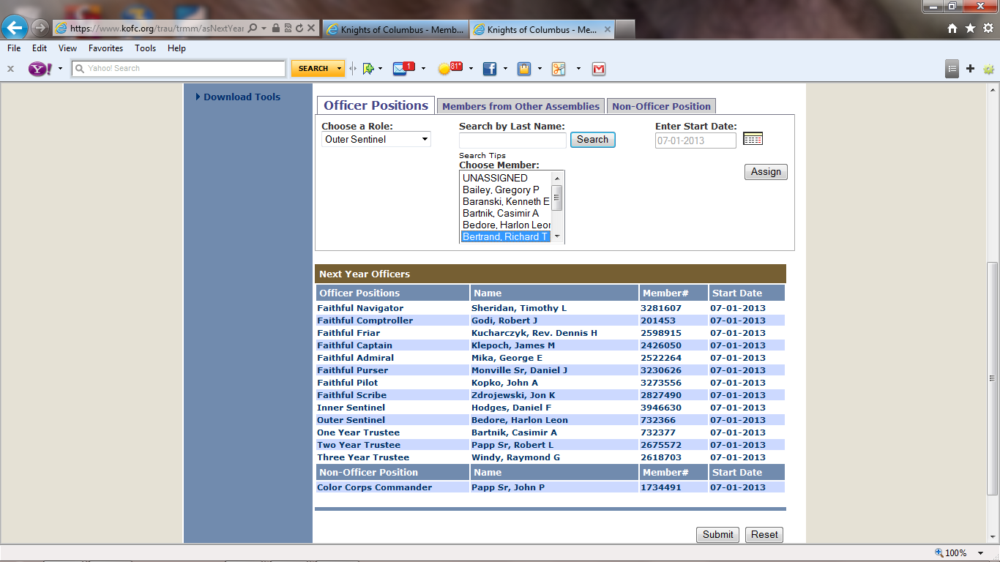 https://www.kofc.org/trau/trmm/asNextYear
Knights of Columbus - Memb...
Knights of Columbus - Me...
File Edit View Favorites Tools Help
x Y! Yahoo! Search SEARCH 1 81°
Download Tools
Officer Positions Members from Other Assemblies Non-Officer Position
Choose a Role: Search by Last Name: Enter Start Date:
Outer Sentinel Search 07-01-2013
Search Tips
Choose Member:
Assign
UNASSIGNED
Bailey, Gregory P
Baranski, Kenneth E
Bartnik, Casimir A
Bedore, Harlon Leon
Bertrand, Richard T
Next Year Officers
Officer Positions Name Member# Start Date
Faithful Navigator Sheridan, Timothy L 3281607 07-01-2013
Faithful Comptroller Godi, Robert J 201453 07-01-2013
Faithful Friar Kucharczyk, Rev. Dennis H 2598915 07-01-2013
Faithful Captain Klepoch, James M 2426050 07-01-2013
Faithful Admiral Mika, George E 2522264 07-01-2013
Faithful Purser Monville Sr, Daniel J 3230626 07-01-2013
Faithful Pilot Kopko, John A 3273556 07-01-2013
Faithful Scribe Zdrojewski, Jon K 2827490 07-01-2013
Inner Sentinel Hodges, Daniel F 3946630 07-01-2013
Outer Sentinel Bedore, Harlon Leon 732366 07-01-2013
One Year Trustee Bartnik, Casimir A 732377 07-01-2013
Two Year Trustee Papp Sr, Robert L 2675572 07-01-2013
Three Year Trustee Windy, Raymond G 2618703 07-01-2013
Non-Officer Position Name Member# Start Date
Color Corps Commander Papp Sr, John P 1734491 07-01-2013
Submit Reset
100%